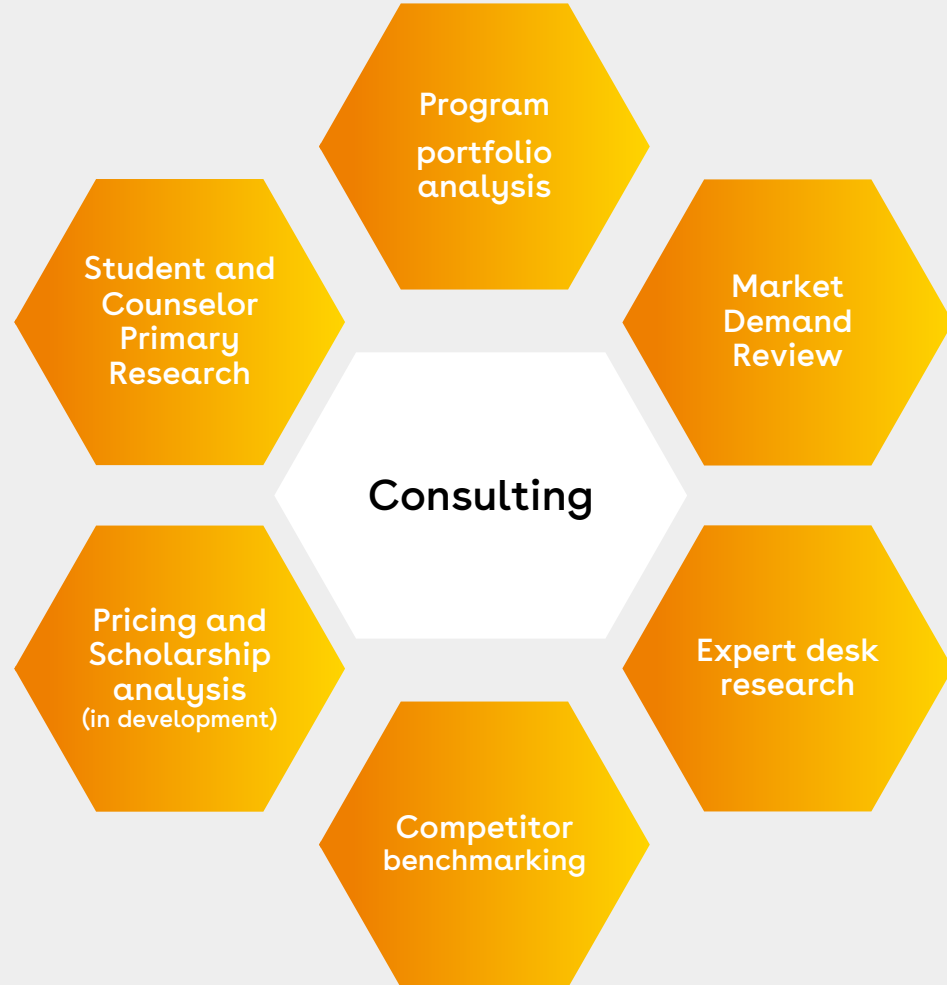 Program
portfolio
analysis
Student and
Counselor
Primary
Research
Market
Demand
Review
Consulting
Pricing and
Scholarship
analysis
(in development)
Expert desk
research
Competitor
benchmarking